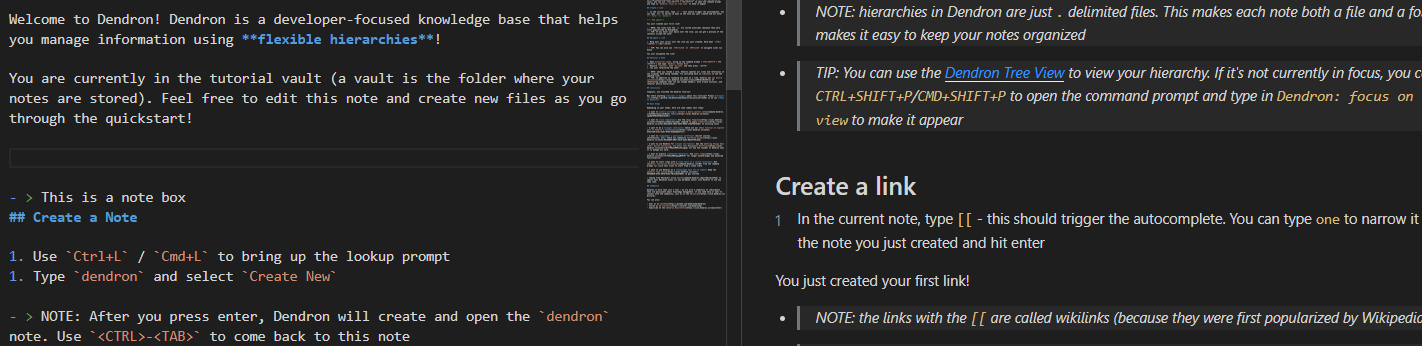 Welcome to Dendron! Dendron is a developer-focused knowledge base that helps
you manage information using **flexible hierarchies**!
You are currently in the tutorial vault (a vault is the folder where your
notes are stored). Feel free to edit this note and create new files as you go
through the quickstart!
- > This is a note box
## Create a Note
1. Use `Ctrl+L` / `Cmd+L` to bring up the lookup prompt
1. Type `dendron` and select `Create New`
- > NOTE: After you press enter, Dendron will create and open the `dendron`
note. Use `<CTRL>-<TAB>` to come back to this note
• NOTE: hierarchies in Dendron are just . delimited files. This makes each note both a file and a fo
makes it easy to keep your notes organized
• TIP: You can use the Dendron Tree View to view your hierarchy. If it's not currently in focus, you c
CTRL+SHIFT+P/CMD+SHIFT+P to open the command prompt and type in Dendron: focus on
view to make it appear
Create a link
1 In the current note, type [[ - this should trigger the autocomplete. You can type one to narrow it
the note you just created and hit enter
You just created your first link!
• NOTE: the links with the [[ are called wikilinks (because they were first popularized by Wikipedia